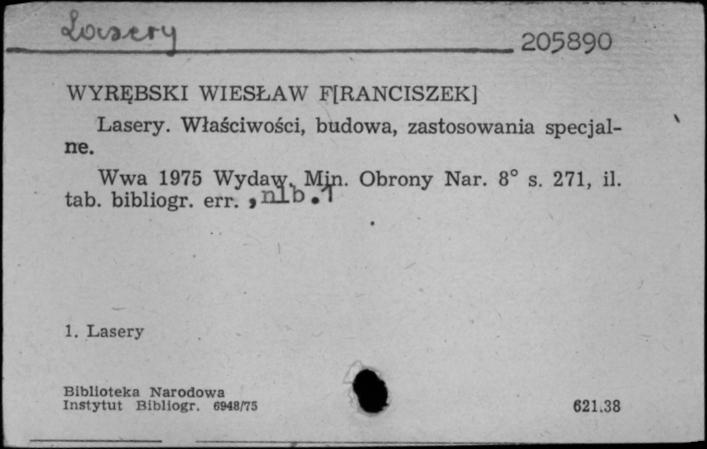 Lasery
205890
WYRĘBSKI WIESŁAW F[RANCISZEK]
Lasery. Właściwości, budowa, zastosowania specjal-
ne.
Wwa 1975 Wydaw. Min. Obrony Nar. 8° s. 271, il.
tab. bibliogr. err. , nlb. 1
1. Lasery
Biblioteka Narodowa
Instytut Bibliogr. 6948/75
621.38